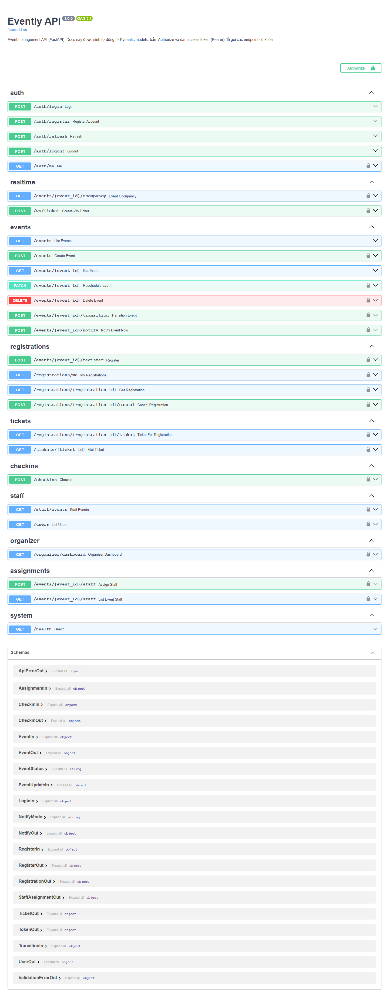 Evently API 1.0.0 OAS 3.1
/openapi.json
Event management API (FastAPI). Docs này được sinh tự động từ Pydantic models; bấm Authorize và dán access token (Bearer) để gọi các endpoint có khóa.
Authorize
auth
POST /auth/login Login
POST /auth/register Register Account
POST /auth/refresh Refresh
POST /auth/logout Logout
GET /auth/me Me
realtime
GET /events/{event_id}/occupancy Event Occupancy
POST /ws/ticket Create Ws Ticket
events
GET /events List Events
POST /events Create Event
GET /events/{event_id} Get Event
PATCH /events/{event_id} Reschedule Event
DELETE /events/{event_id} Delete Event
POST /events/{event_id}/transition Transition Event
POST /events/{event_id}/notify Notify Event Now
registrations
POST /events/{event_id}/register Register
GET /registrations/me My Registrations
GET /registrations/{registration_id} Get Registration
POST /registrations/{registration_id}/cancel Cancel Registration
tickets
GET /registrations/{registration_id}/ticket Ticket For Registration
GET /tickets/{ticket_id} Get Ticket
checkins
POST /checkins Checkin
staff
GET /staff/events Staff Events
GET /users List Users
organizer
GET /organizer/dashboard Organizer Dashboard
assignments
POST /events/{event_id}/staff Assign Staff
GET /events/{event_id}/staff List Event Staff
system
GET /health Health
Schemas
ApiErrorOut Expand all object
AssignmentIn Expand all object
CheckinIn Expand all object
CheckinOut Expand all object
EventIn Expand all object
EventOut Expand all object
EventStatus Expand all string
EventUpdateIn Expand all object
LoginIn Expand all object
NotifyMode Expand all string
NotifyOut Expand all object
RegisterIn Expand all object
RegisterOut Expand all object
RegistrationOut Expand all object
StaffAssignmentOut Expand all object
TicketOut Expand all object
TokenOut Expand all object
TransitionIn Expand all object
UserOut Expand all object
ValidationErrorOut Expand all object